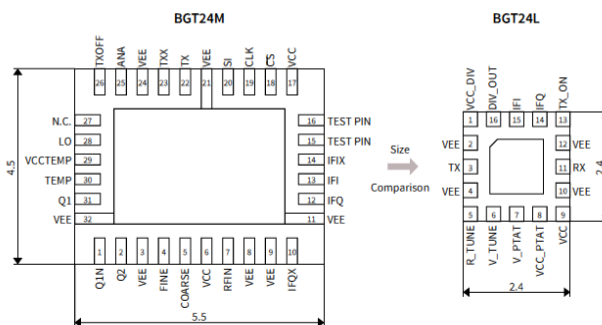 BGT24M
BGT24L
TXOFF
ANA
VEE
TXX
TX
VEE
SI
CLK
CS
VCC
26
25
24
23
22
21
20
19
18
17
N.C. 27
LO 28
VCCTEMP 29
TEMP 30
Q1 31
VEE 32
16 TEST PIN
15 TEST PIN
14 IFIX
13 IFI
12 IFQ
11 VEE
1
2
3
4
5
6
7
8
9
10
Q1N
Q2
VEE
FINE
COARSE
VCC
RFIN
VEE
VEE
IFQX
4.5
5.5
Size
Comparison
VCC_DIV
DIV_OUT
IFI
IFQ
TX_ON
1
16
15
14
13
VEE 2
TX 3
VEE 4
12 VEE
11 RX
10 VEE
5
6
7
8
9
R_TUNE
V_TUNE
V_PTAT
VCC_PTAT
VCC
2.4
2.4